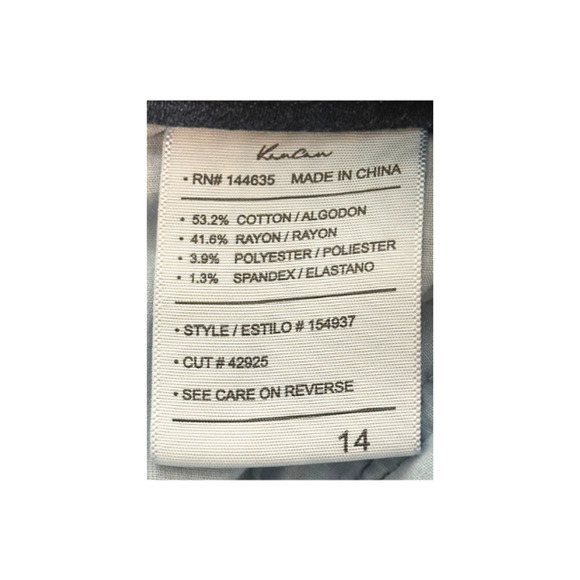 KanCan
• RN# 144635 MADE IN CHINA
• 53.2% COTTON / ALGODON
• 41.6% RAYON / RAYON
• 3.9% POLYESTER / POLIESTER
• 1.3% SPANDEX / ELASTANO
• STYLE / ESTILO # 154937
• CUT # 42925
• SEE CARE ON REVERSE
14